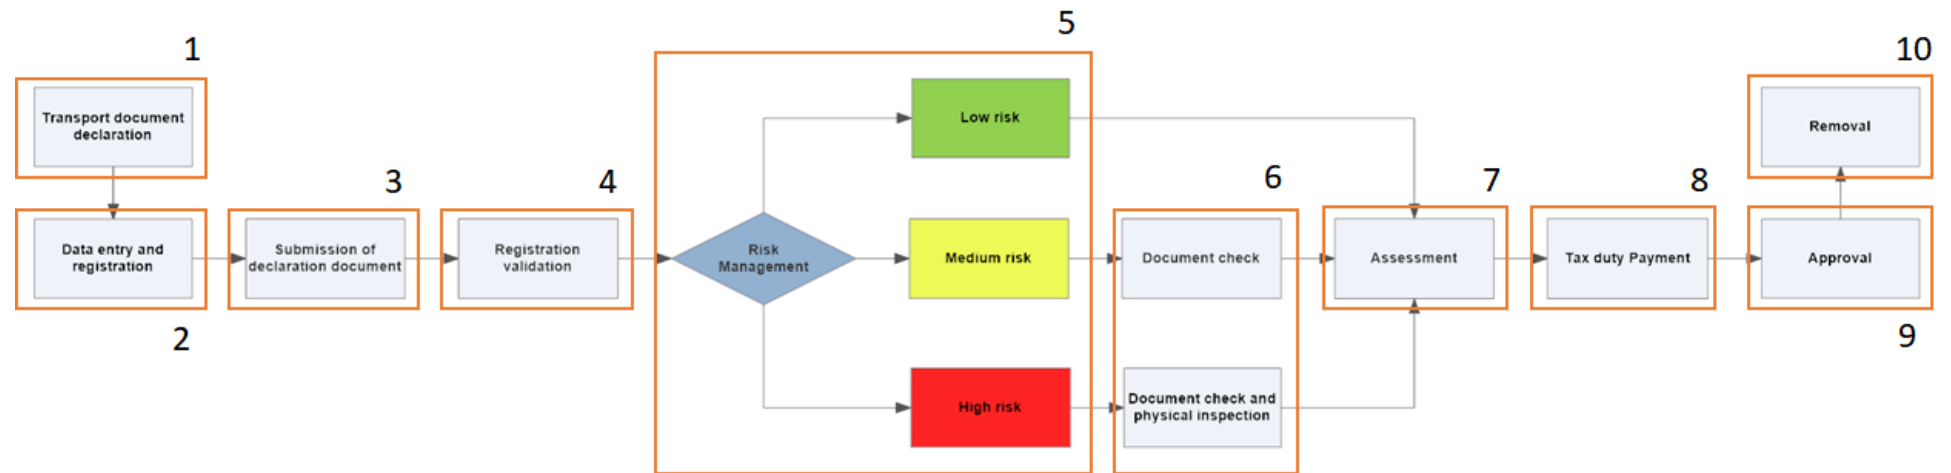 1
Transport document
declaration
2
Data entry and
registration
3
Submission of
declaration document
4
Registration
validation
5
Risk
Management
Low risk
Medium risk
High risk
6
Document check
Document check and
physical inspection
7
Assessment
8
Tax duty Payment
9
Approval
10
Removal